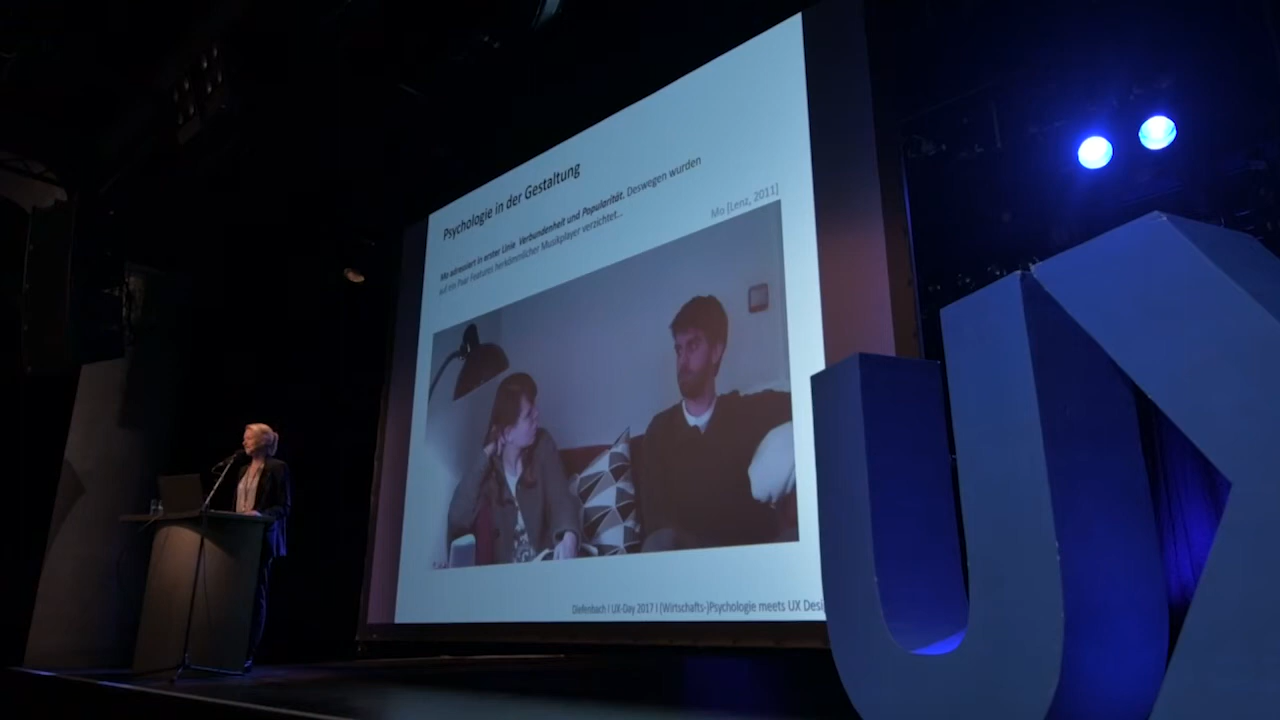 Psychologie in der Gestaltung
Mo adressiert in erster Linie Verbundenheit und Popularität. Deswegen wurden
auf ein Paar Features herkömmlicher Musikplayer verzichtet...
Mo [Lenz, 2011]
Diefenbach I UX-Day 2017 I (Wirtschafts-)Psychologie meets UX Desi
UX